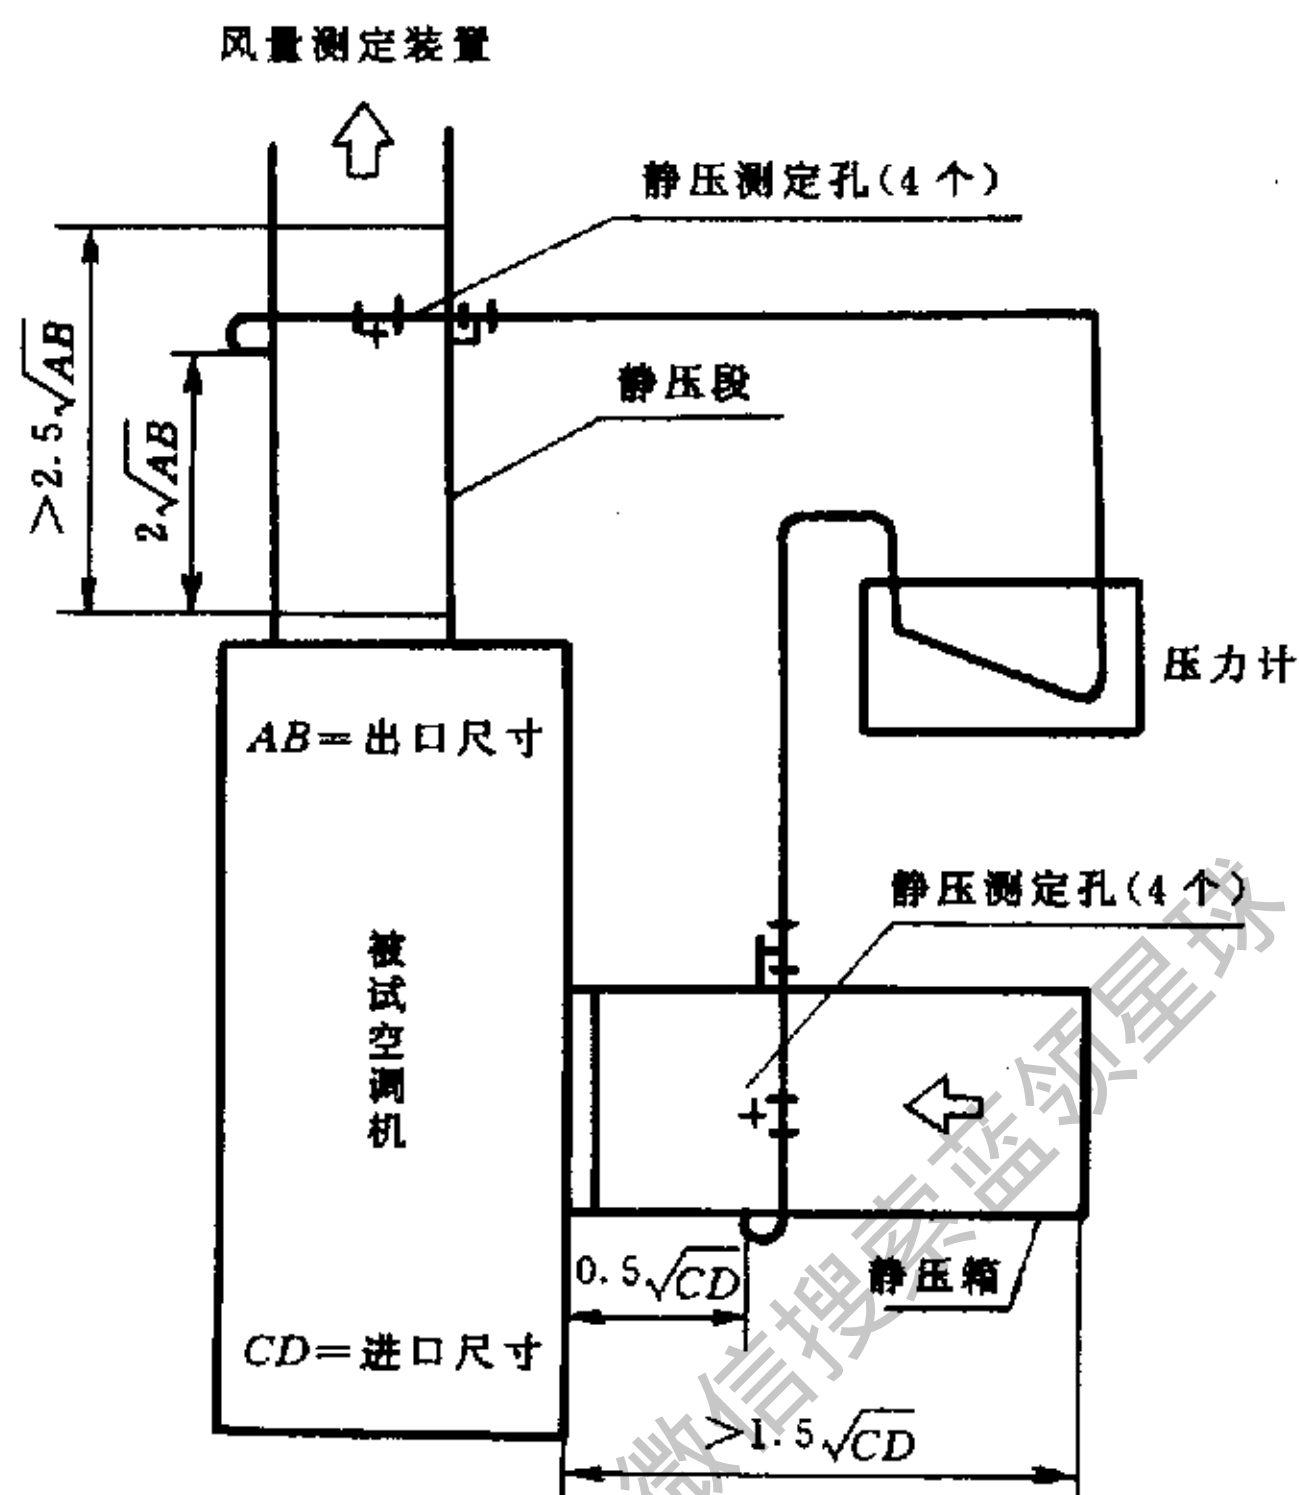 风量测定装置
静压测定孔(4个)
>2.5√AB
2√AB
静压段
压力计
AB=出口尺寸
静压测定孔(4个)
被试空调机
0.5√CD
静压箱
CD=进口尺寸
>1.5√CD
微信搜索蓝领星球